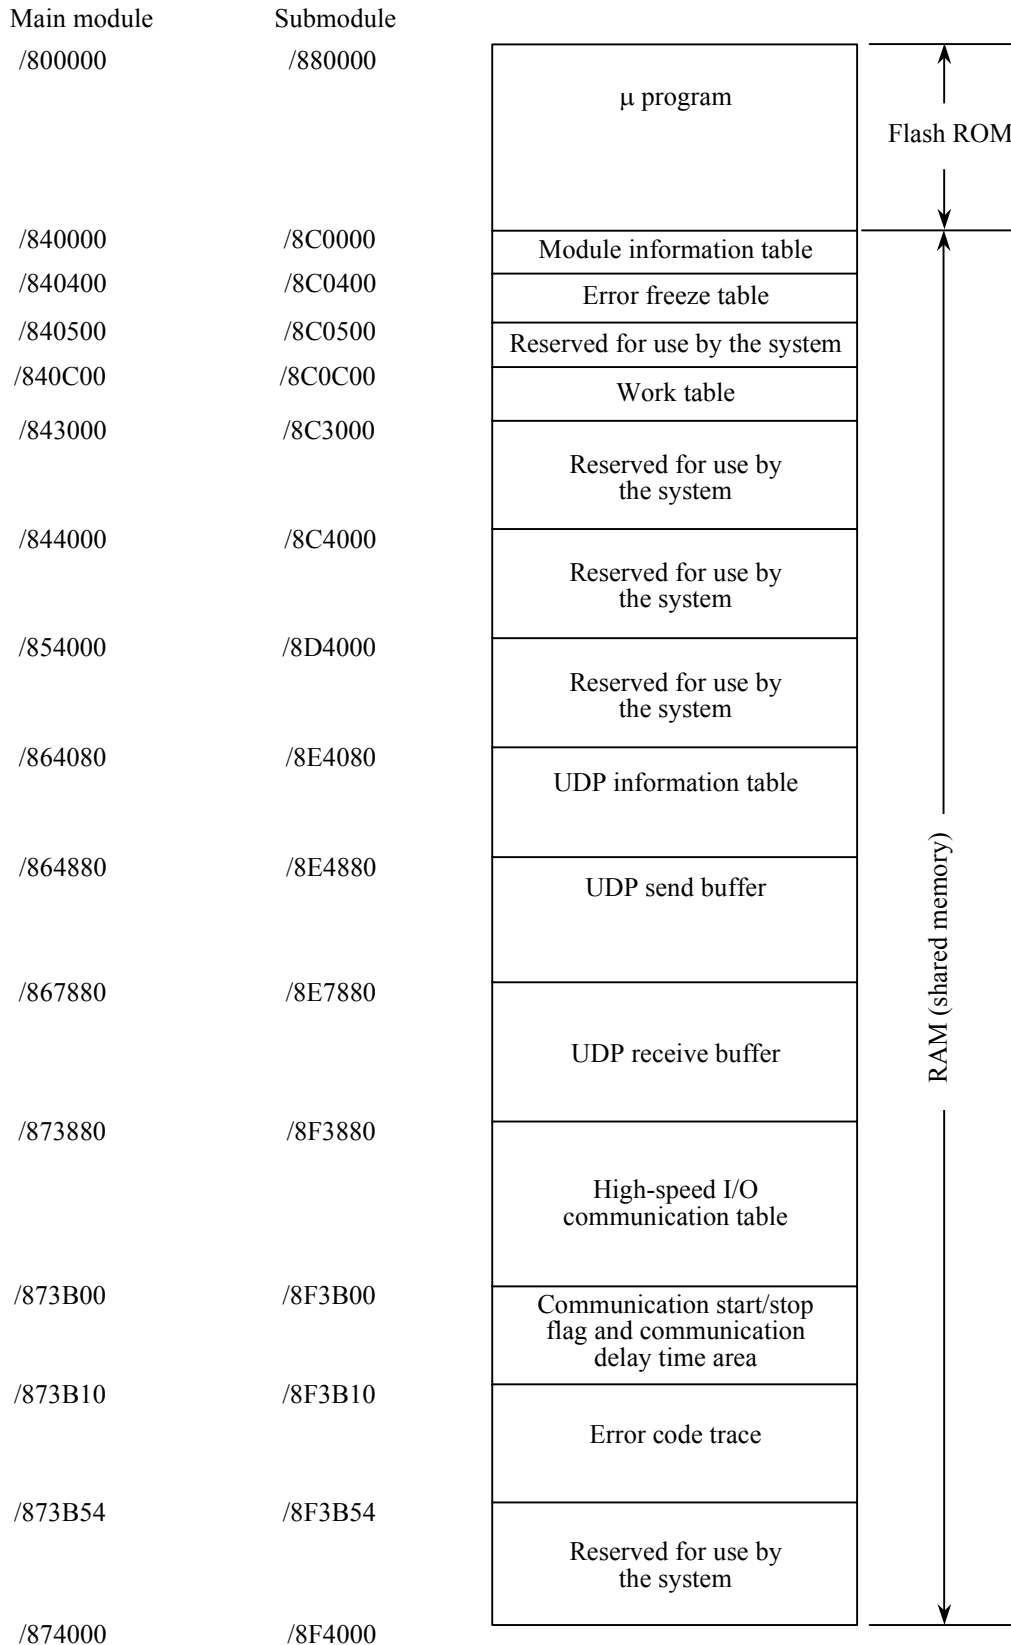 Main module Submodule
/800000 /880000
μ program
Flash ROM
/840000 /8C0000
Module information table
/840400 /8C0400
Error freeze table
/840500 /8C0500
Reserved for use by the system
/840C00 /8C0C00
Work table
/843000 /8C3000
Reserved for use by
the system
/844000 /8C4000
Reserved for use by
the system
/854000 /8D4000
Reserved for use by
the system
/864080 /8E4080
UDP information table
/864880 /8E4880
UDP send buffer
RAM (shared memory)
/867880 /8E7880
UDP receive buffer
/873880 /8F3880
High-speed I/O
communication table
/873B00 /8F3B00
Communication start/stop
flag and communication
delay time area
/873B10 /8F3B10
Error code trace
/873B54 /8F3B54
Reserved for use by
the system
/874000 /8F4000